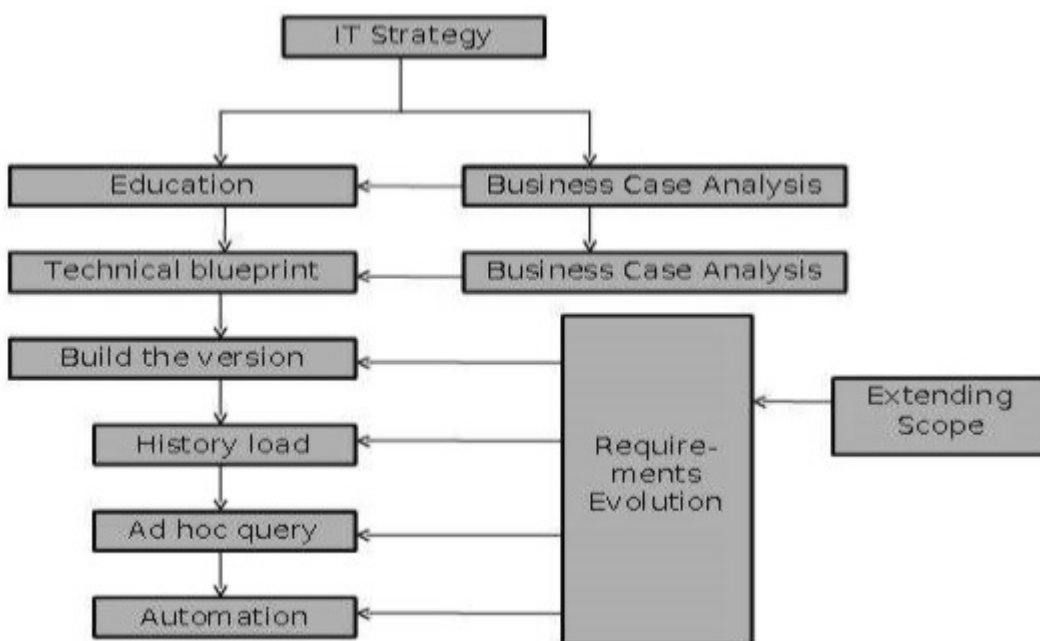 IT Strategy
Education
Business Case Analysis
Technical blueprint
Business Case Analysis
Build the version
Extending
Scope
History load
Require-
ments
Evolution
Ad hoc query
Automation